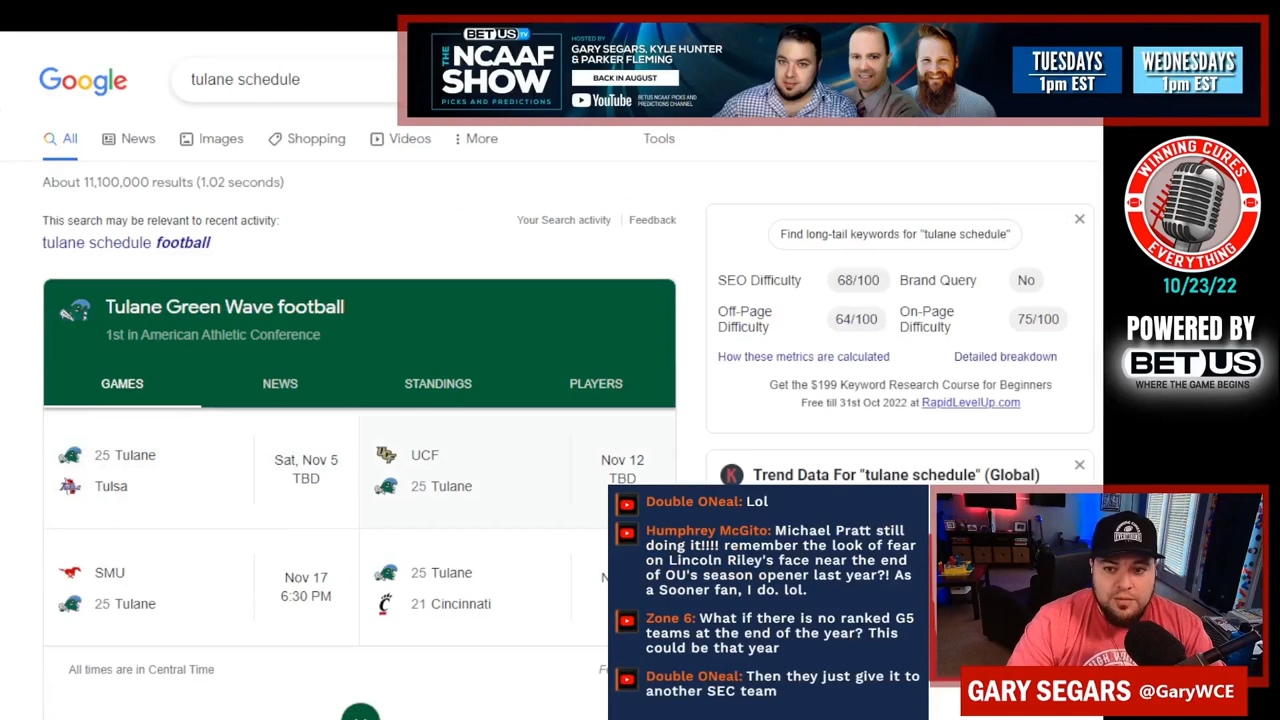 BETUS TV
THE NCAAF SHOW
PICKS AND PREDICTIONS
HOSTED BY
GARY SEGARS, KYLE HUNTER
& PARKER FLEMING
BACK IN AUGUST
YouTube BETUS NCAAF PICKS AND PREDICTIONS CHANNEL
TUESDAYS
1pm EST
WEDNESDAYS
1pm EST
Google
tulane schedule
All News Images Shopping Videos More Tools
About 11,100,000 results (1.02 seconds)
This search may be relevant to recent activity:
Your Search activity Feedback
tulane schedule football
Tulane Green Wave football
1st in American Athletic Conference
GAMES NEWS STANDINGS PLAYERS
25 Tulane
Tulsa
Sat, Nov 5
TBD
UCF
25 Tulane
Nov 12
TBD
SMU
25 Tulane
Nov 17
6:30 PM
25 Tulane
21 Cincinnati
N
All times are in Central Time
Find long-tail keywords for "tulane schedule"
SEO Difficulty 68/100 Brand Query No
Off-Page Difficulty 64/100 On-Page Difficulty 75/100
How these metrics are calculated Detailed breakdown
Get the $199 Keyword Research Course for Beginners
Free till 31st Oct 2022 at RapidLevelUp.com
K Trend Data For "tulane schedule" (Global)
Double ONeal: Lol
Humphrey McGito: Michael Pratt still
doing it!!!! remember the look of fear
on Lincoln Riley's face near the end
of OU's season opener last year?! As
a Sooner fan, I do. lol.
Zone 6: What if there is no ranked G5
teams at the end of the year? This
could be that year
Double ONeal: Then they just give it to
another SEC team
WINNING CURES
EVERYTHING
10/23/22
POWERED BY
BETUS
WHERE THE GAME BEGINS
GARY SEGARS @GaryWCE